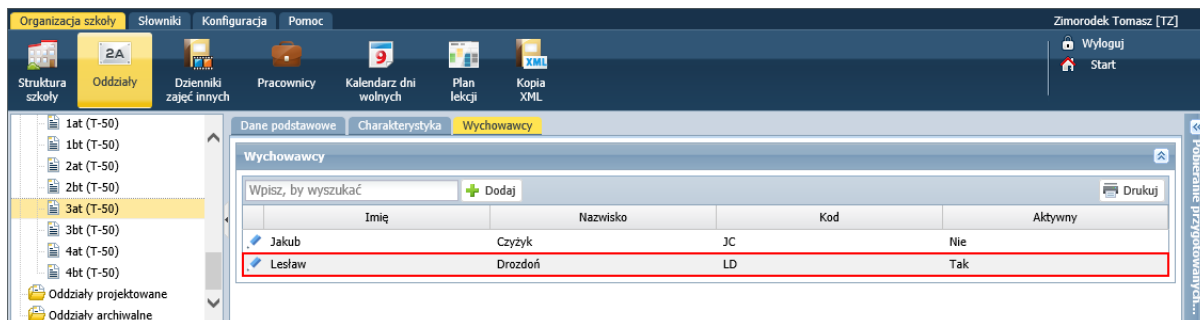 Organizacja szkoły Słowniki Konfiguracja Pomoc Zimorodek Tomasz [TZ]
2A
9
XML
Struktura szkoły
Oddziały
Dzienniki zajęć innych
Pracownicy
Kalendarz dni wolnych
Plan lekcji
Kopia XML
Wyloguj
Start
1at (T-50)
1bt (T-50)
2at (T-50)
2bt (T-50)
3at (T-50)
3bt (T-50)
4at (T-50)
4bt (T-50)
Oddziały projektowane
Oddziały archiwalne
Dane podstawowe Charakterystyka Wychowawcy
Wychowawcy
Wpisz, by wyszukać Dodaj Drukuj
Imię Nazwisko Kod Aktywny
Jakub Czyżyk JC Nie
Lesław Drozdoń LD Tak
Pobieranie przygotowanych...